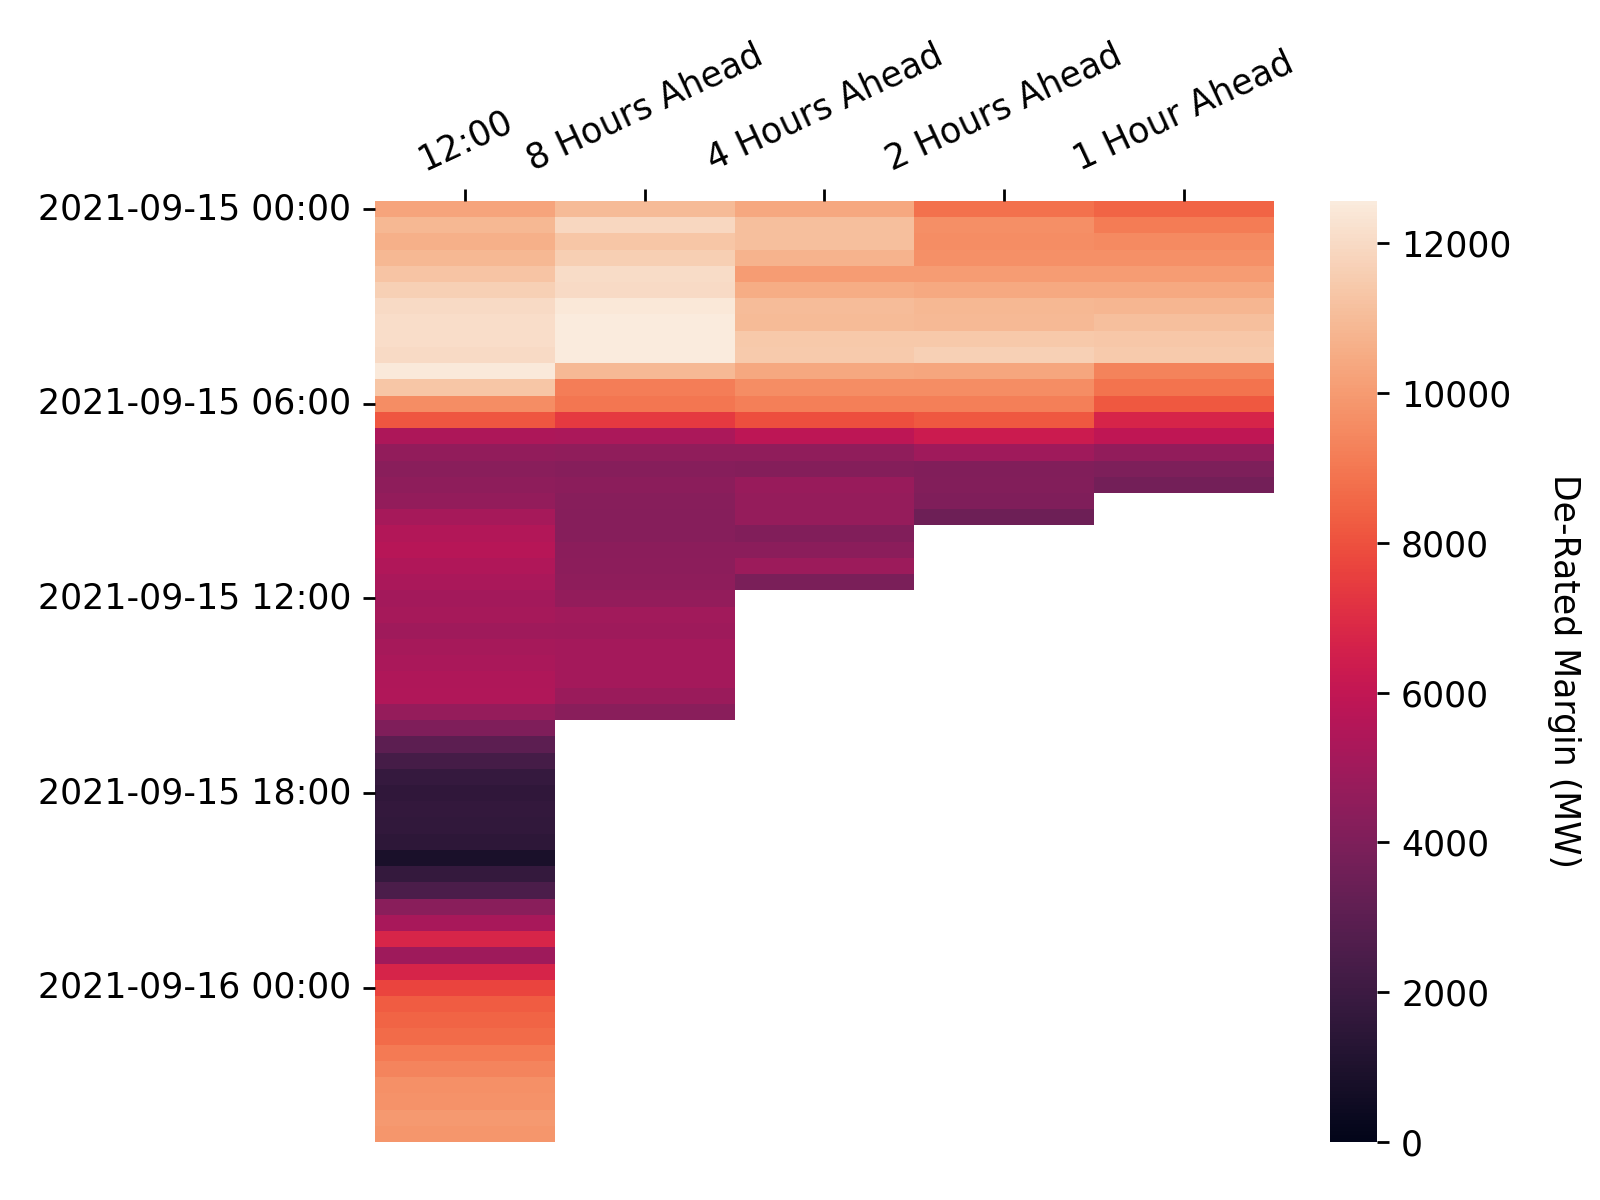 12:00
8 Hours Ahead
4 Hours Ahead
2 Hours Ahead
1 Hour Ahead
2021-09-15 00:00
2021-09-15 06:00
2021-09-15 12:00
2021-09-15 18:00
2021-09-16 00:00
12000
10000
8000
6000
4000
2000
0
De-Rated Margin (MW)